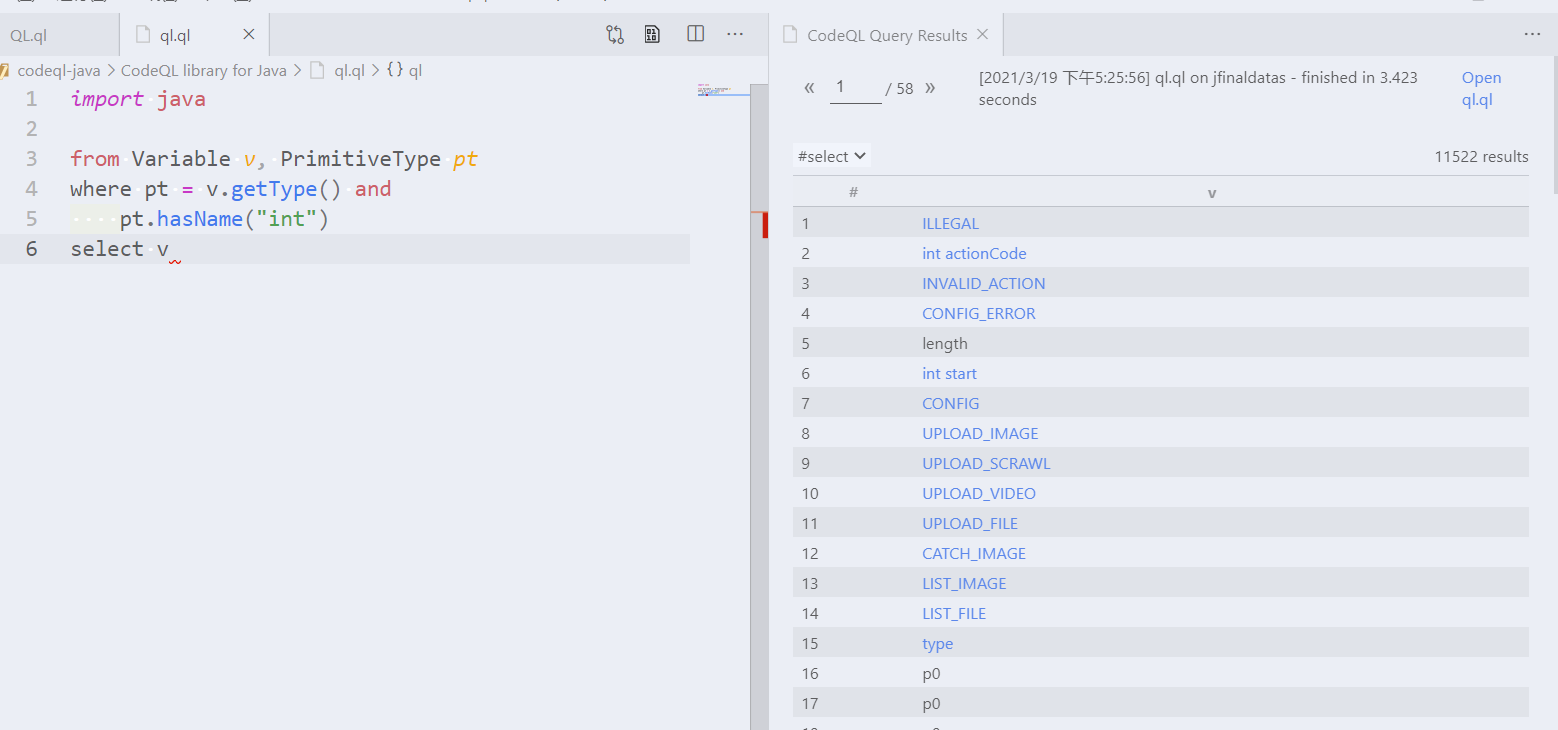 QL.ql
ql.ql
CodeQL Query Results
codeql-java > CodeQL library for Java > ql.ql > {} ql
1 import java
2
3 from Variable v, PrimitiveType pt
4 where pt = v.getType() and
5 pt.hasName("int")
6 select v
« 1 / 58 »
[2021/3/19 下午5:25:56] ql.ql on jfinaldatas - finished in 3.423
seconds
Open
ql.ql
#select
11522 results
# v
1 ILLEGAL
2 int actionCode
3 INVALID_ACTION
4 CONFIG_ERROR
5 length
6 int start
7 CONFIG
8 UPLOAD_IMAGE
9 UPLOAD_SCRAWL
10 UPLOAD_VIDEO
11 UPLOAD_FILE
12 CATCH_IMAGE
13 LIST_IMAGE
14 LIST_FILE
15 type
16 p0
17 p0